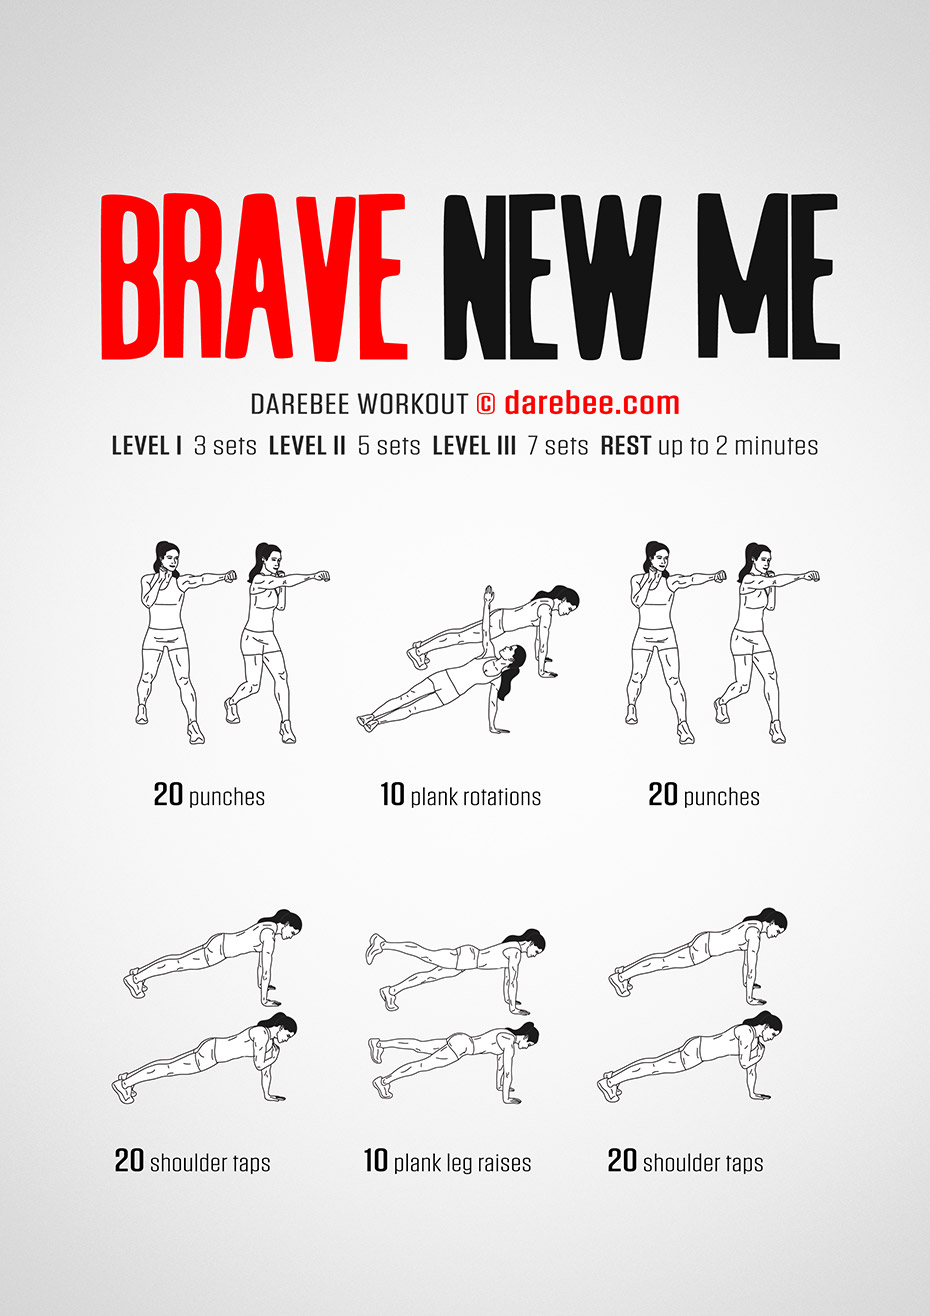 BRAVE NEW ME
DAREBEE WORKOUT © darebee.com
LEVEL I 3 sets LEVEL II 5 sets LEVEL III 7 sets REST up to 2 minutes
20 punches
10 plank rotations
20 punches
20 shoulder taps
10 plank leg raises
20 shoulder taps